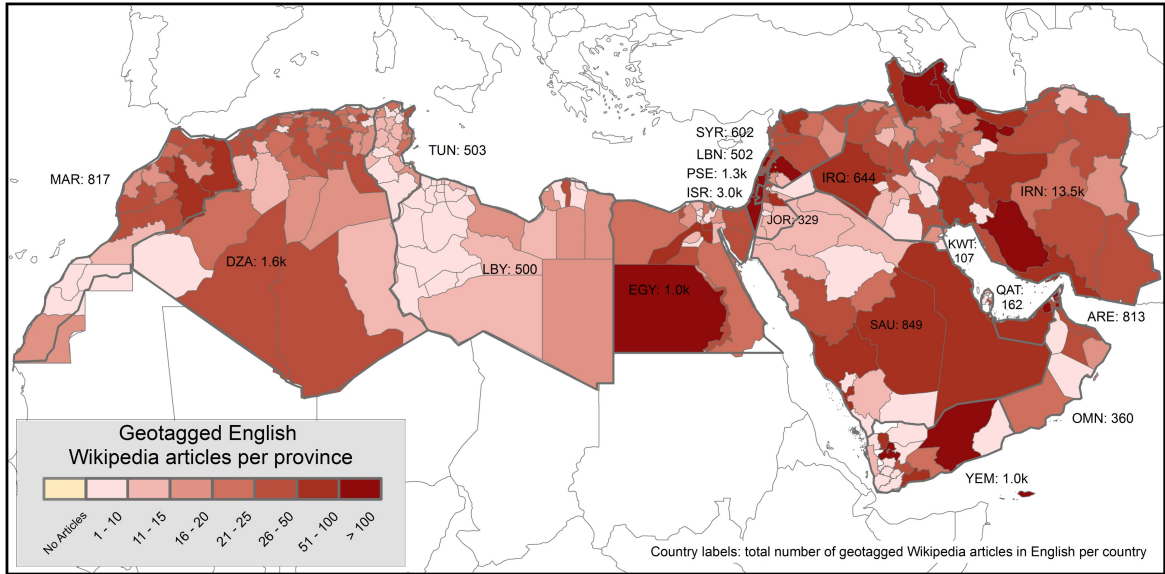 SYR: 602
LBN: 502
TUN: 503
PSE: 1.3k
MAR: 817
IRQ: 644
IRN: 13.5k
ISR: 3.0k
JOR: 329
KWT:
107
DZA: 1.6k
LBY: 500
EGY: 1.0k
QAT:
162
ARE: 813
SAU: 849
OMN: 360
YEM: 1.0k
Geotagged English
Wikipedia articles per province
No Articles
1 - 10
11 - 15
16 - 20
21 - 25
26 - 50
51 - 100
> 100
Country labels: total number of geotagged Wikipedia articles in English per country